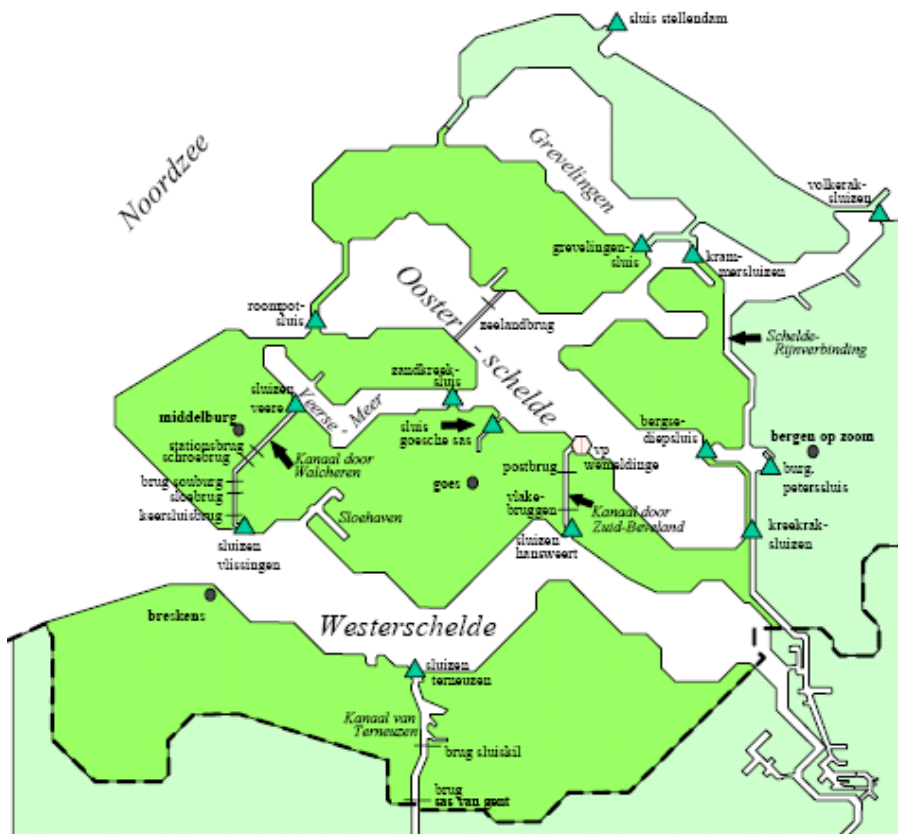 sluis stellendam
Noordzee
Grevelingen
volkerak-
sluizen
grevelingen-
sluis
kram-
mersluizen
Ooster
- schelde
roompot-
sluis
zeelandbrug
Schelde-
Rijnverbinding
zandkreek-
sluis
sluizen
veere
Veerse - Meer
middelburg
sluis
goesche sas
bergse-
diepsluis
bergen op zoom
stationsbrug
schroebrug
Kanaal door
Walcheren
vp
wemeldinge
postbrug
burg.
peterssluis
brug souburg
sloebrug
goes
vlake-
bruggen
Kanaal door
Zuid-Beveland
keersluisbrug
Sloehaven
sluizen
vlissingen
sluizen
hansweert
kreekrak-
sluizen
breskens
Westerschelde
sluizen
terneuzen
Kanaal van
Terneuzen
brug sluiskil
brug
sas van gent